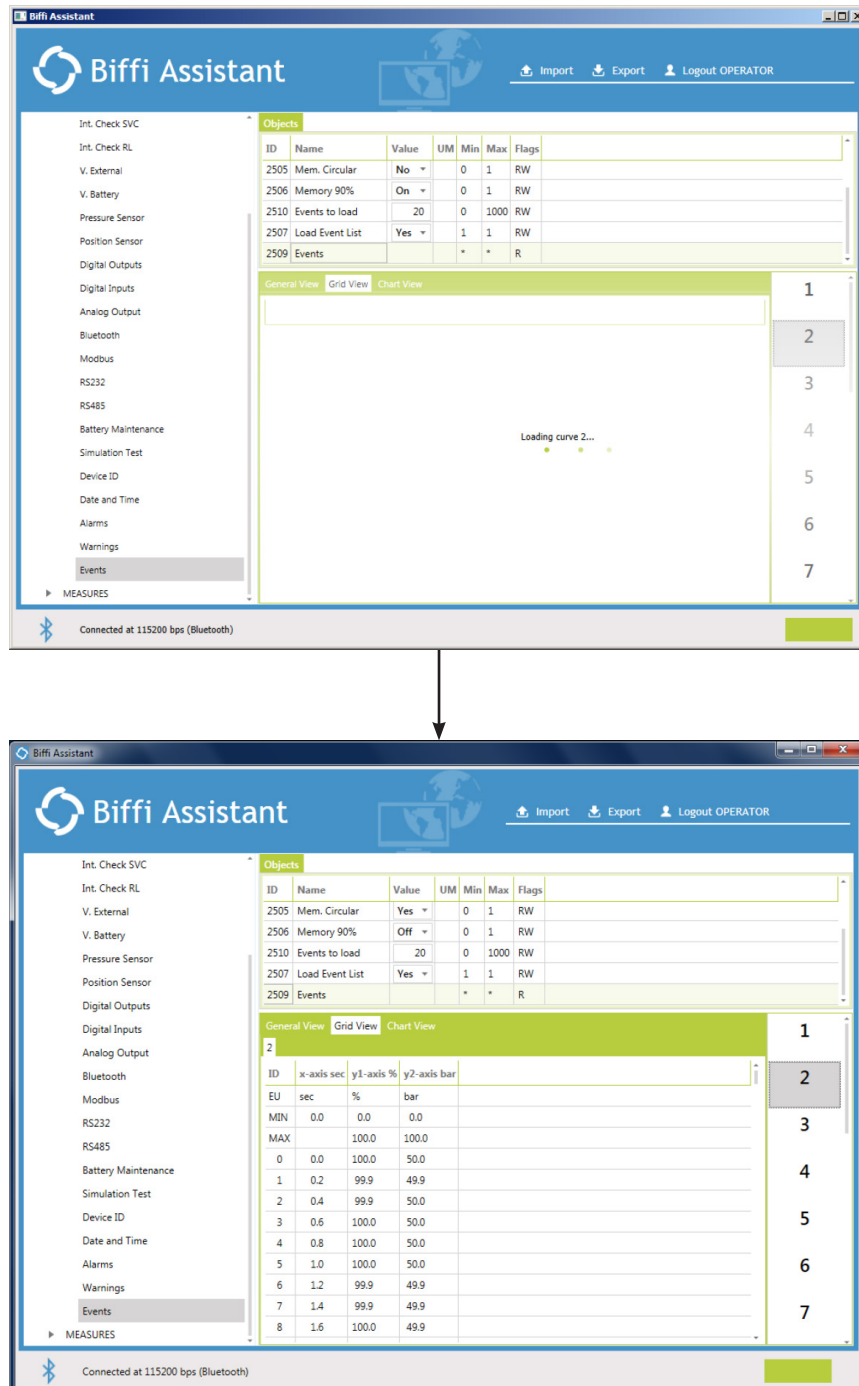 Biffi Assistant
Biffi Assistant
Import Export Logout OPERATOR
Int. Check SVC
Int. Check RL
V. External
V. Battery
Pressure Sensor
Position Sensor
Digital Outputs
Digital Inputs
Analog Output
Bluetooth
Modbus
RS232
RS485
Battery Maintenance
Simulation Test
Device ID
Date and Time
Alarms
Warnings
Events
MEASURES
Objects
ID Name Value UM Min Max Flags
2505 Mem. Circular No 0 1 RW
2506 Memory 90% On 0 1 RW
2510 Events to load 20 0 1000 RW
2507 Load Event List Yes 1 1 RW
2509 Events * * R
General View Grid View Chart View
Loading curve 2...
1
2
3
4
5
6
7
Connected at 115200 bps (Bluetooth)
Biffi Assistant
Biffi Assistant
Import Export Logout OPERATOR
Int. Check SVC
Int. Check RL
V. External
V. Battery
Pressure Sensor
Position Sensor
Digital Outputs
Digital Inputs
Analog Output
Bluetooth
Modbus
RS232
RS485
Battery Maintenance
Simulation Test
Device ID
Date and Time
Alarms
Warnings
Events
MEASURES
Objects
ID Name Value UM Min Max Flags
2505 Mem. Circular Yes 0 1 RW
2506 Memory 90% Off 0 1 RW
2510 Events to load 20 0 1000 RW
2507 Load Event List Yes 1 1 RW
2509 Events * * R
General View Grid View Chart View
2
ID x-axis sec y1-axis % y2-axis bar
EU sec % bar
MIN 0.0 0.0 0.0
MAX 100.0 100.0
0 0.0 100.0 50.0
1 0.2 99.9 49.9
2 0.4 99.9 50.0
3 0.6 100.0 50.0
4 0.8 100.0 50.0
5 1.0 100.0 50.0
6 1.2 99.9 49.9
7 1.4 99.9 49.9
8 1.6 100.0 49.9
1
2
3
4
5
6
7
Connected at 115200 bps (Bluetooth)